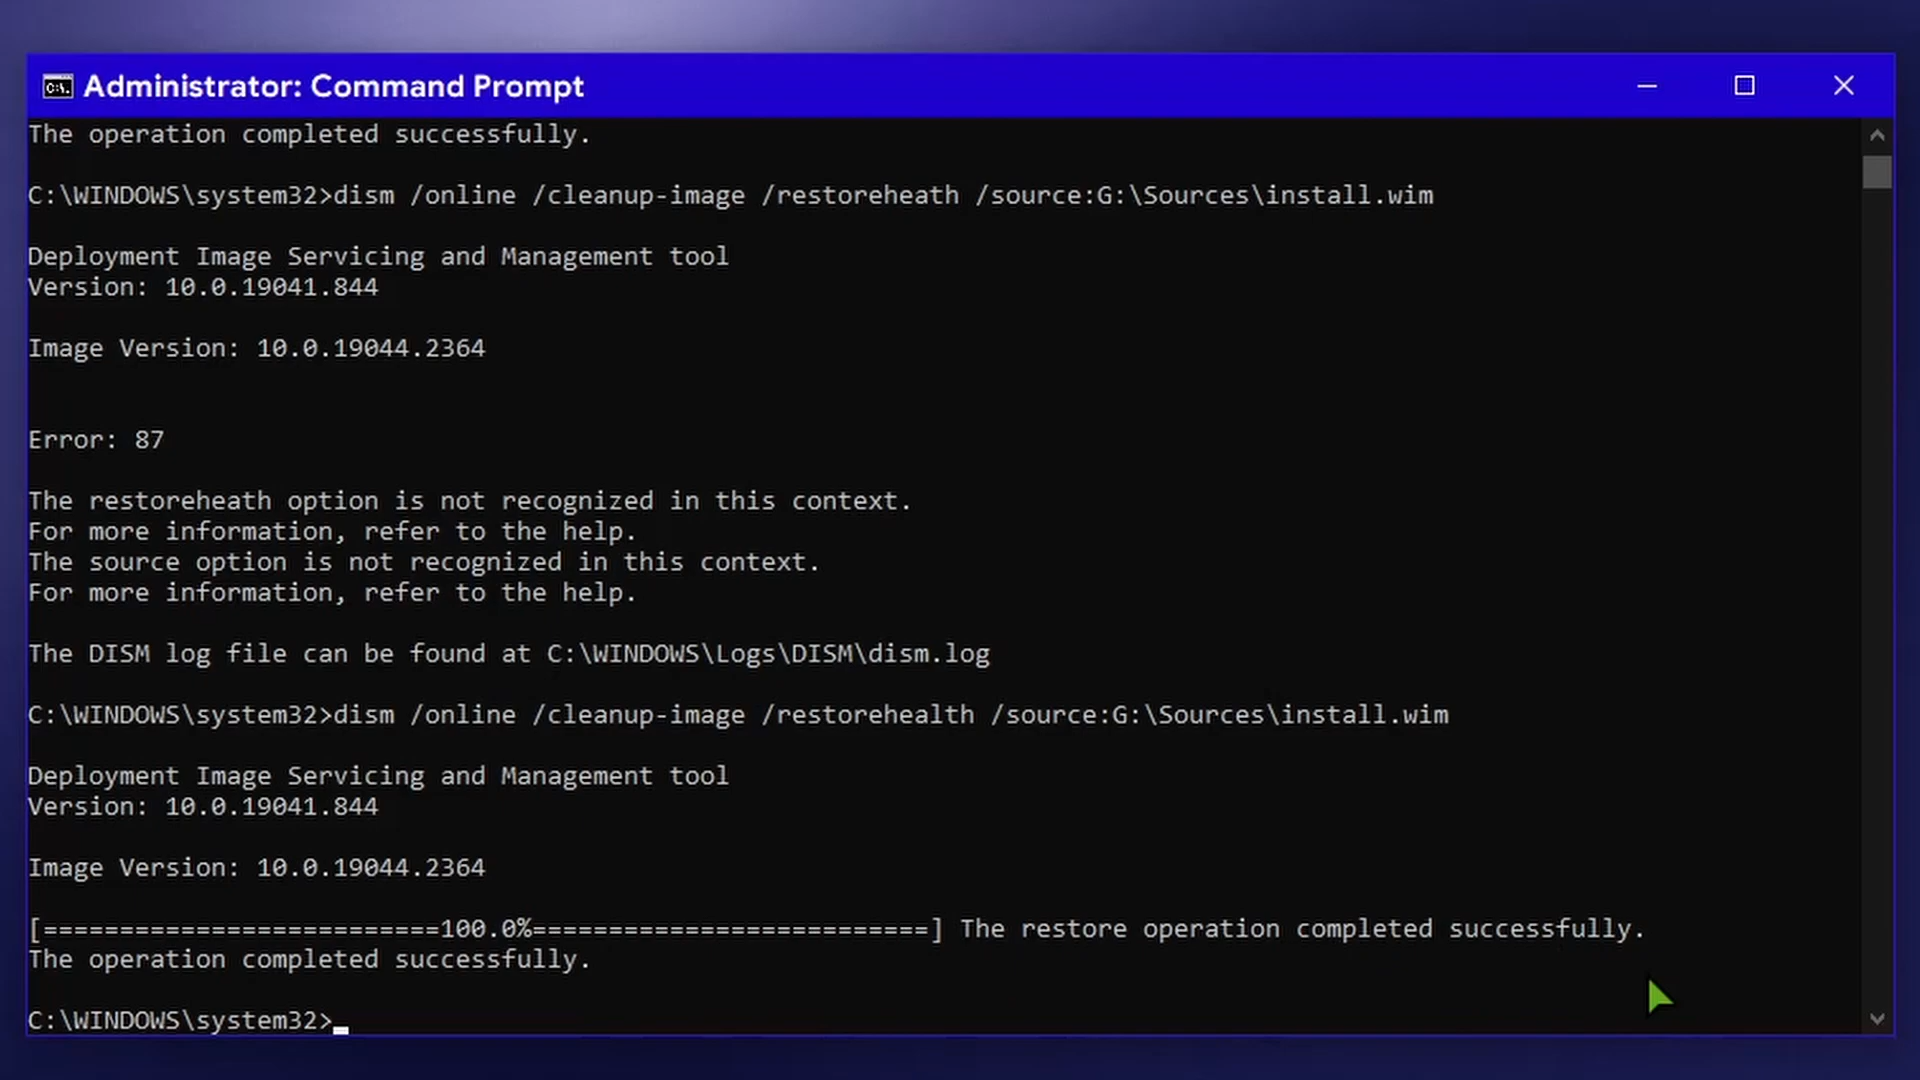 Administrator: Command Prompt
The operation completed successfully.
C:\WINDOWS\system32>dism /online /cleanup-image /restoreheath /source:G:\Sources\install.wim
Deployment Image Servicing and Management tool
Version: 10.0.19041.844
Image Version: 10.0.19044.2364
Error: 87
The restoreheath option is not recognized in this context.
For more information, refer to the help.
The source option is not recognized in this context.
For more information, refer to the help.
The DISM log file can be found at C:\WINDOWS\Logs\DISM\dism.log
C:\WINDOWS\system32>dism /online /cleanup-image /restorehealth /source:G:\Sources\install.wim
Deployment Image Servicing and Management tool
Version: 10.0.19041.844
Image Version: 10.0.19044.2364
[==========================100.0%==========================] The restore operation completed successfully.
The operation completed successfully.
C:\WINDOWS\system32>